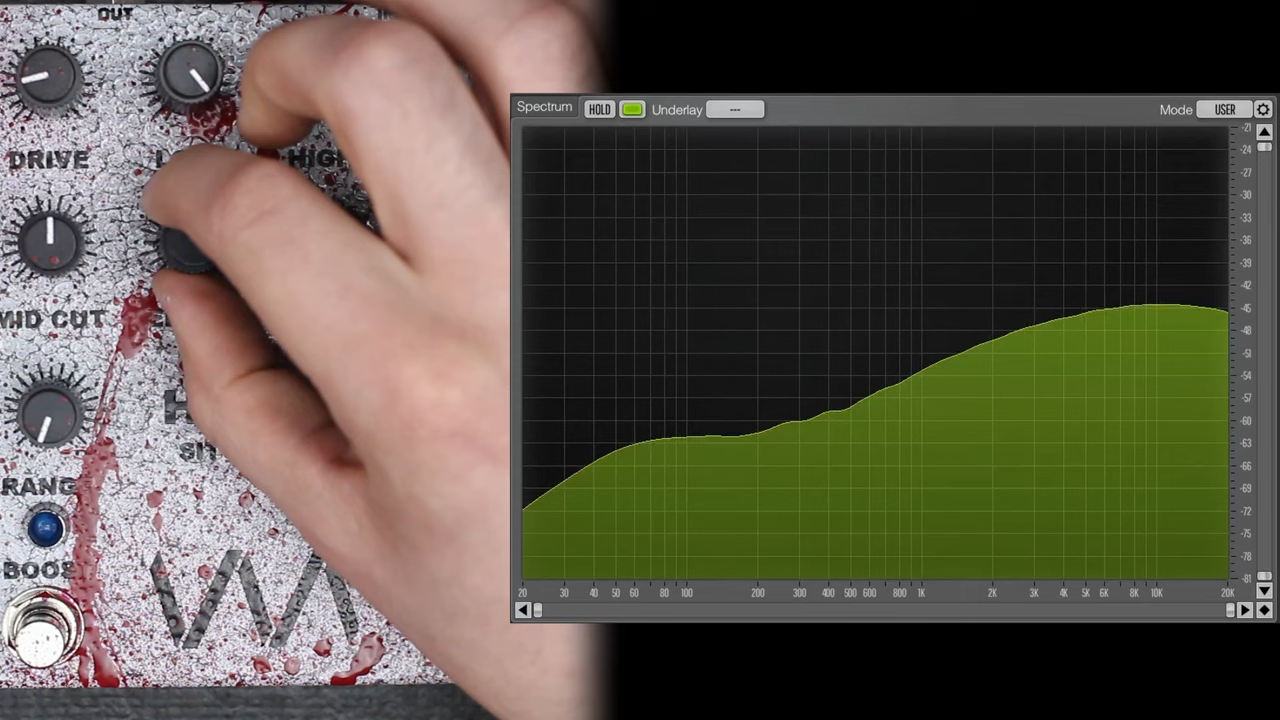 OUT
DRIVE
HIGH
MID CUT
RANG
BOOS
Spectrum
HOLD
Underlay
---
Mode
USER
-21
-24
-27
-30
-33
-36
-39
-42
-45
-48
-51
-54
-57
-60
-63
-66
-69
-72
-75
-78
-81
20 30 40 50 60 80 100 200 300 400 500 600 800 1K 2K 3K 4K 5K 6K 8K 10K 20K